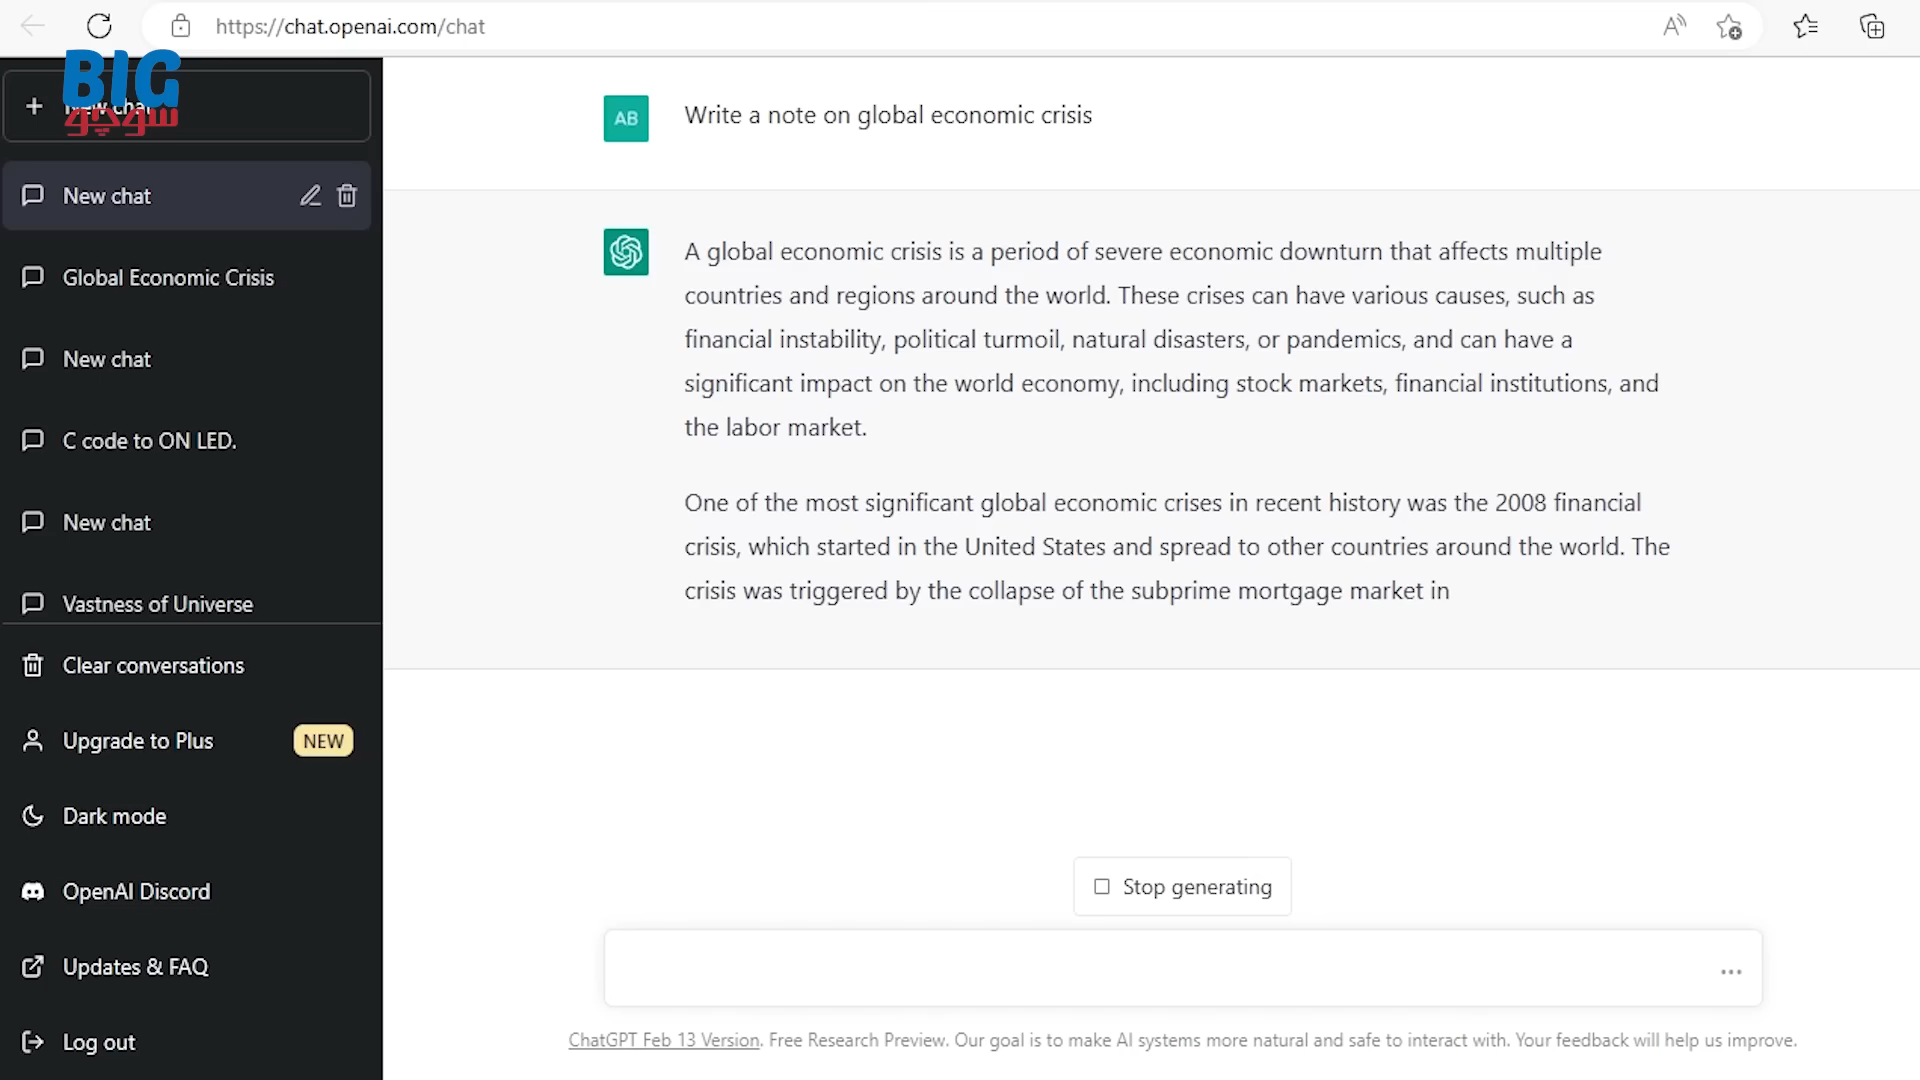 https://chat.openai.com/chat
BIG
سوچو
New chat
New chat
Global Economic Crisis
New chat
C code to ON LED.
New chat
Vastness of Universe
Clear conversations
Upgrade to Plus NEW
Dark mode
OpenAI Discord
Updates & FAQ
Log out
AB
Write a note on global economic crisis
A global economic crisis is a period of severe economic downturn that affects multiple
countries and regions around the world. These crises can have various causes, such as
financial instability, political turmoil, natural disasters, or pandemics, and can have a
significant impact on the world economy, including stock markets, financial institutions, and
the labor market.
One of the most significant global economic crises in recent history was the 2008 financial
crisis, which started in the United States and spread to other countries around the world. The
crisis was triggered by the collapse of the subprime mortgage market in
Stop generating
ChatGPT Feb 13 Version. Free Research Preview. Our goal is to make AI systems more natural and safe to interact with. Your feedback will help us improve.